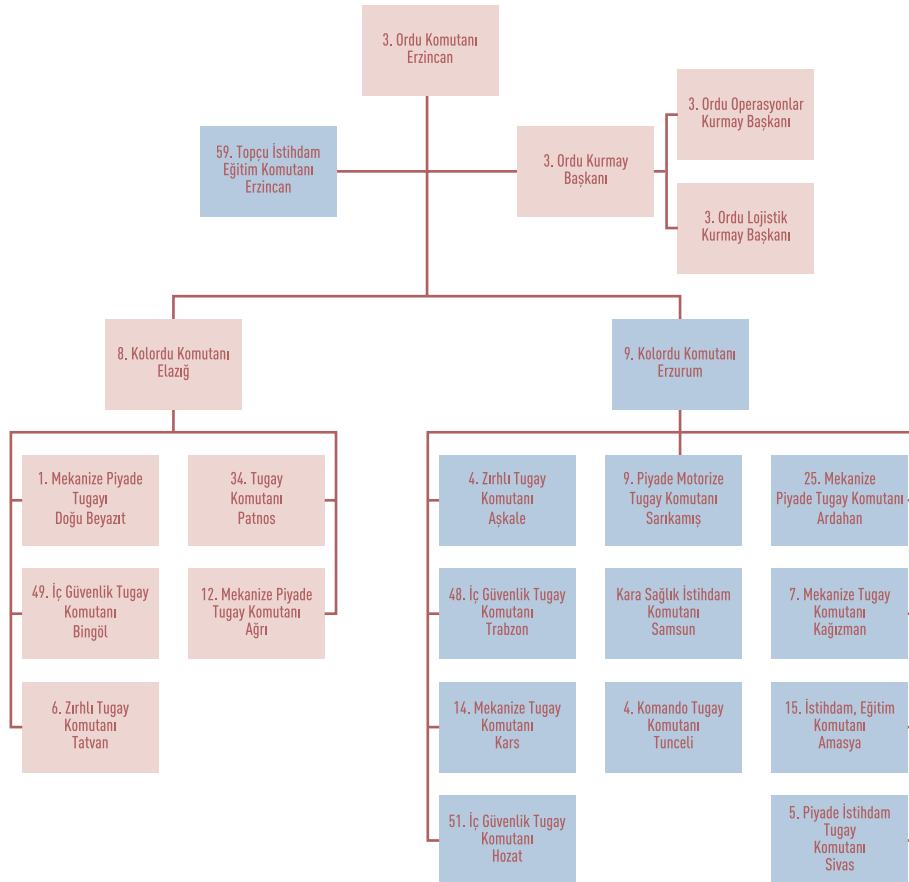 3. Ordu Komutanı
Erzincan
59. Topçu İstihdam
Eğitim Komutanı
Erzincan
3. Ordu Kurmay
Başkanı
3. Ordu Operasyonlar
Kurmay Başkanı
3. Ordu Lojistik
Kurmay Başkanı
8. Kolordu Komutanı
Elazığ
9. Kolordu Komutanı
Erzurum
1. Mekanize Piyade
Tugayı
Doğu Beyazıt
34. Tugay
Komutanı
Patnos
49. İç Güvenlik Tugay
Komutanı
Bingöl
12. Mekanize Piyade
Tugay Komutanı
Ağrı
6. Zırhlı Tugay
Komutanı
Tatvan
4. Zırhlı Tugay
Komutanı
Aşkale
9. Piyade Motorize
Tugay Komutanı
Sarıkamış
25. Mekanize
Piyade Tugay Komutanı
Ardahan
48. İç Güvenlik Tugay
Komutanı
Trabzon
Kara Sağlık İstihdam
Komutanı
Samsun
7. Mekanize Tugay
Komutanı
Kağızman
14. Mekanize Tugay
Komutanı
Kars
4. Komando Tugay
Komutanı
Tunceli
15. İstihdam, Eğitim
Komutanı
Amasya
51. İç Güvenlik Tugay
Komutanı
Hozat
5. Piyade İstihdam
Tugay
Komutanı
Sivas